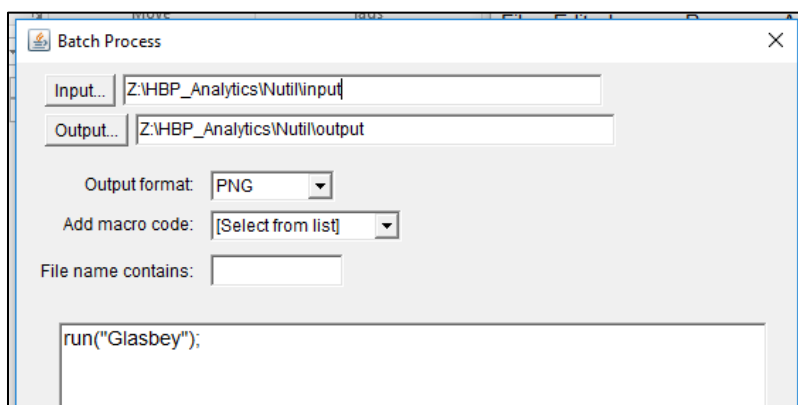 Batch Process
Input... Z:\HBP_Analytics\Nutil\input
Output... Z:\HBP_Analytics\Nutil\output
Output format: PNG
Add macro code: [Select from list]
File name contains:
run("Glasbey");